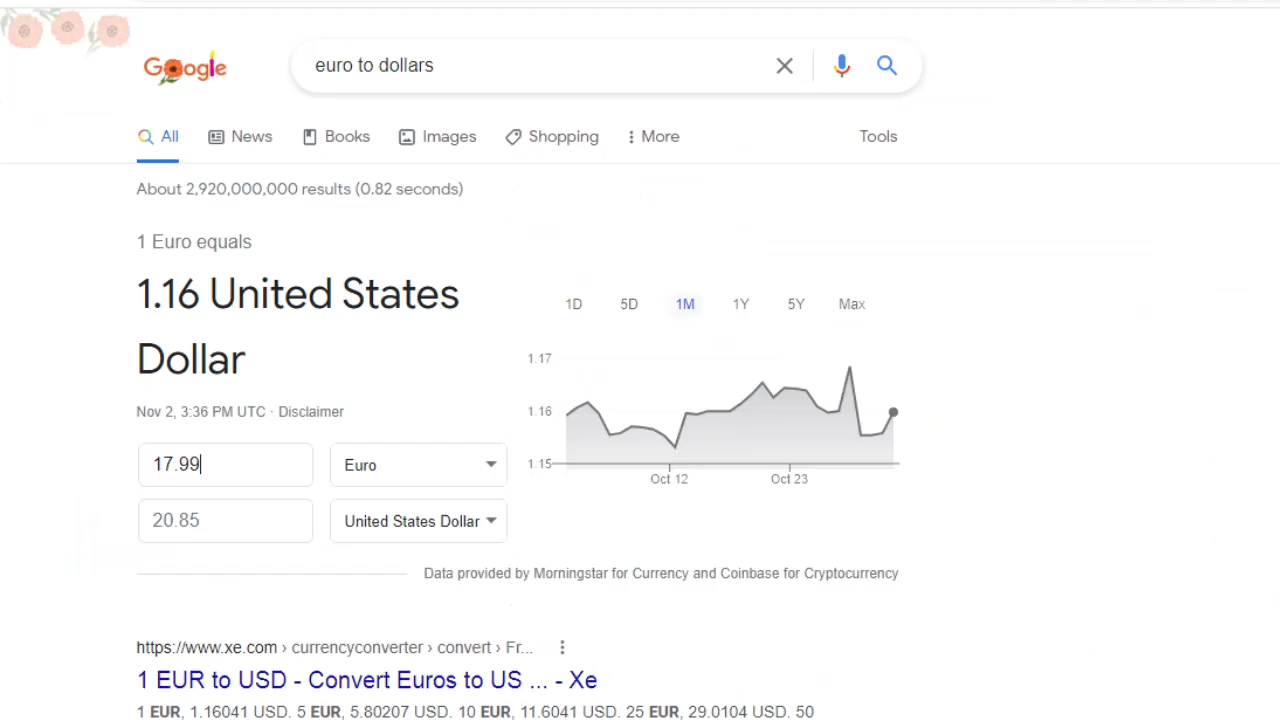 Google
euro to dollars
All News Books Images Shopping More Tools
About 2,920,000,000 results (0.82 seconds)
1 Euro equals
1.16 United States
Dollar
Nov 2, 3:36 PM UTC · Disclaimer
17.99 Euro
20.85 United States Dollar
1D 5D 1M 1Y 5Y Max
1.17
1.16
1.15
Oct 12 Oct 23
Data provided by Morningstar for Currency and Coinbase for Cryptocurrency
https://www.xe.com › currencyconverter › convert › Fr...
1 EUR to USD - Convert Euros to US ... - Xe
1 EUR, 1.16041 USD. 5 EUR, 5.80207 USD. 10 EUR, 11.6041 USD. 25 EUR, 29.0104 USD. 50